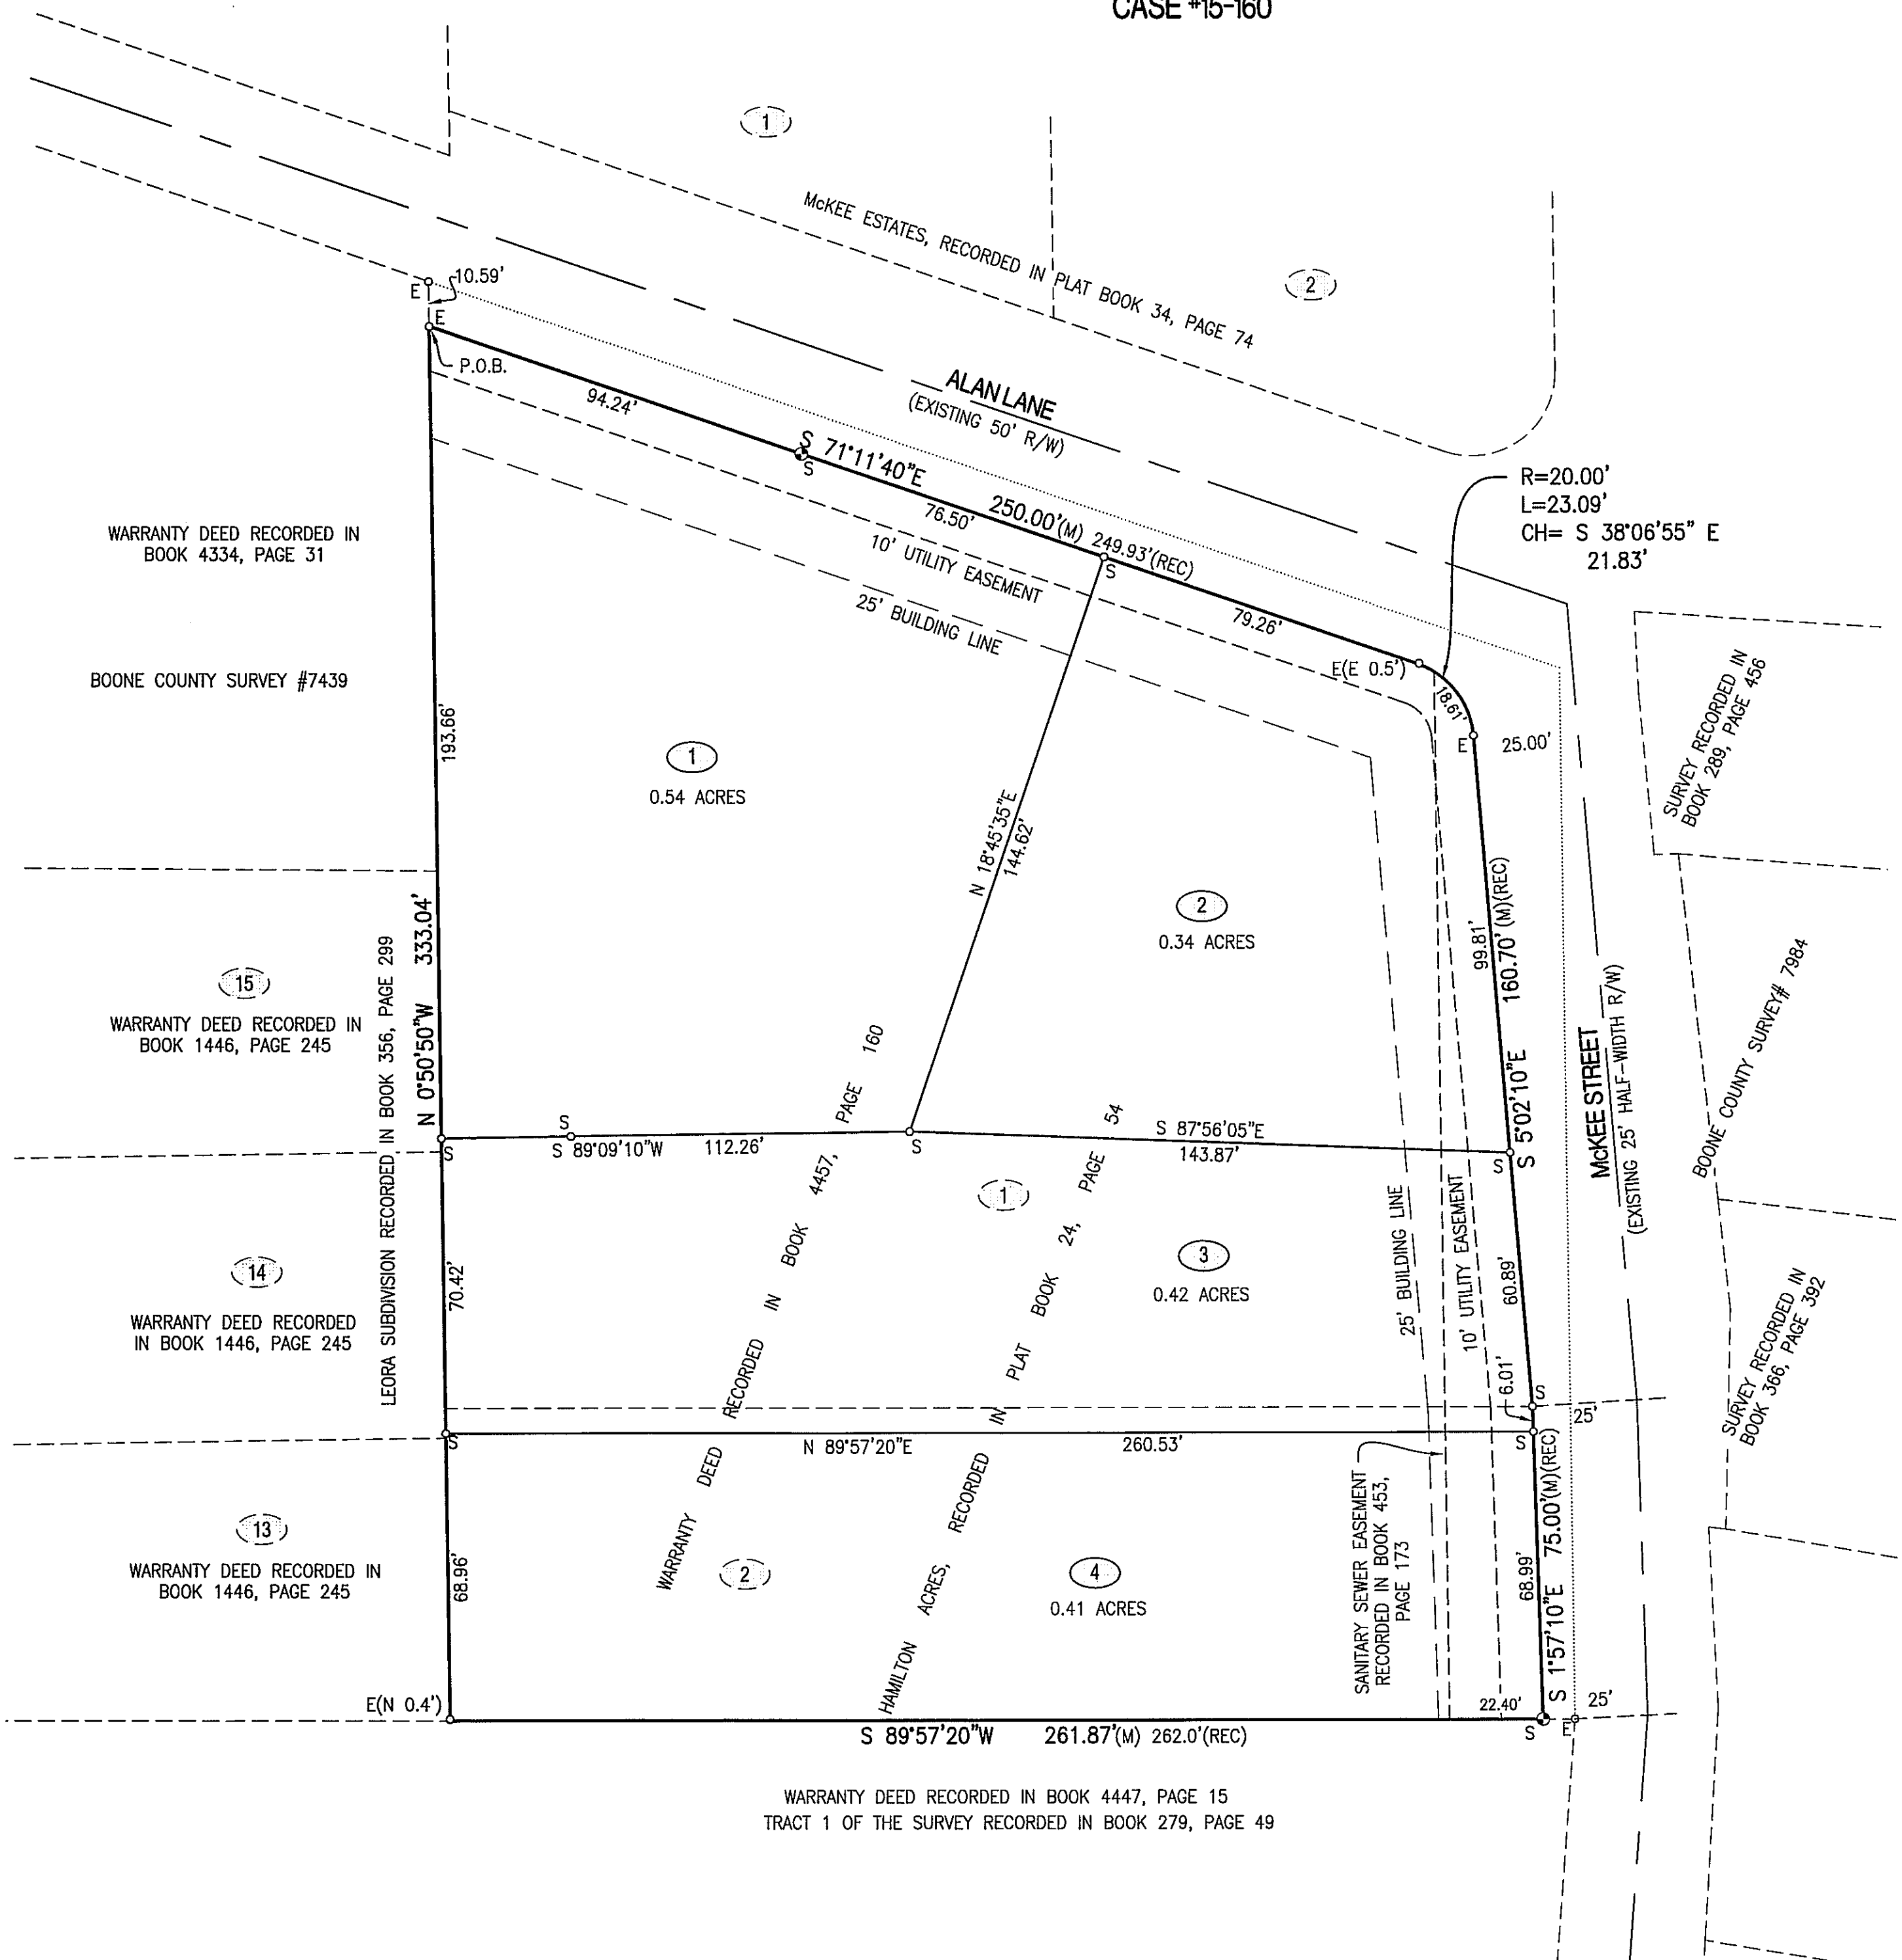 CASE #15-160
1
McKEE ESTATES, RECORDED IN PLAT BOOK 34, PAGE 74
2
10.59'
E
E
P.O.B.
94.24'
ALAN LANE
(EXISTING 50' R/W)
S 71°11'40"E 250.00'(M) 249.93'(REC)
S
76.50'
S
79.26'
10' UTILITY EASEMENT
25' BUILDING LINE
R=20.00'
L=23.09'
CH= S 38°06'55" E
21.83'
E(E 0.5')
18.61'
E
25.00'
WARRANTY DEED RECORDED IN
BOOK 4334, PAGE 31
BOONE COUNTY SURVEY #7439
193.66'
1
0.54 ACRES
N 18°45'35"E
144.62'
2
0.34 ACRES
99.81'
160.70'(M)(REC)
S 5°02'10"E
SURVEY RECORDED IN
BOOK 289, PAGE 456
BOONE COUNTY SURVEY# 7984
McKEE STREET
(EXISTING 25' HALF-WIDTH R/W)
15
WARRANTY DEED RECORDED IN
BOOK 1446, PAGE 245
LEORA SUBDIVISION RECORDED IN BOOK 356, PAGE 299
N 0°50'50"W 333.04'
S
S
S 89°09'10"W 112.26'
S
S 87°56'05"E
143.87'
S
WARRANTY DEED RECORDED IN BOOK 4457, PAGE 160
HAMILTON ACRES, RECORDED IN PLAT BOOK 24, PAGE 54
1
3
0.42 ACRES
25' BUILDING LINE
10' UTILITY EASEMENT
60.89'
6.01'
S
25'
14
WARRANTY DEED RECORDED
IN BOOK 1446, PAGE 245
70.42'
S
N 89°57'20"E 260.53'
S
SURVEY RECORDED IN
BOOK 366, PAGE 392
13
WARRANTY DEED RECORDED IN
BOOK 1446, PAGE 245
68.96'
2
4
0.41 ACRES
SANITARY SEWER EASEMENT
RECORDED IN BOOK 453,
PAGE 173
68.99'
S 1°57'10"E 75.00'(M)(REC)
E(N 0.4')
22.40'
25'
S
E
S 89°57'20"W 261.87'(M) 262.0'(REC)
WARRANTY DEED RECORDED IN BOOK 4447, PAGE 15
TRACT 1 OF THE SURVEY RECORDED IN BOOK 279, PAGE 49